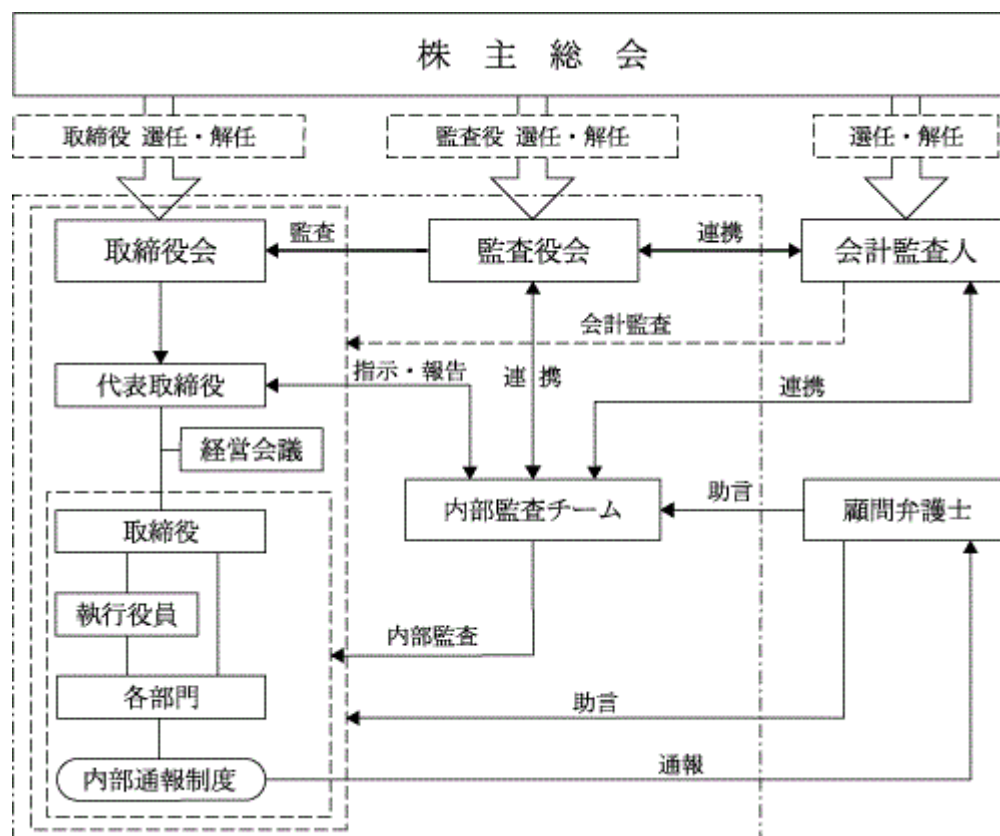 株主総会
取締役 選任・解任
監査役 選任・解任
選任・解任
取締役会
監査
監査役会
連携
会計監査人
会計監査
代表取締役
指示・報告
連携
連携
経営会議
取締役
内部監査チーム
助言
顧問弁護士
執行役員
内部監査
各部門
助言
内部通報制度
通報